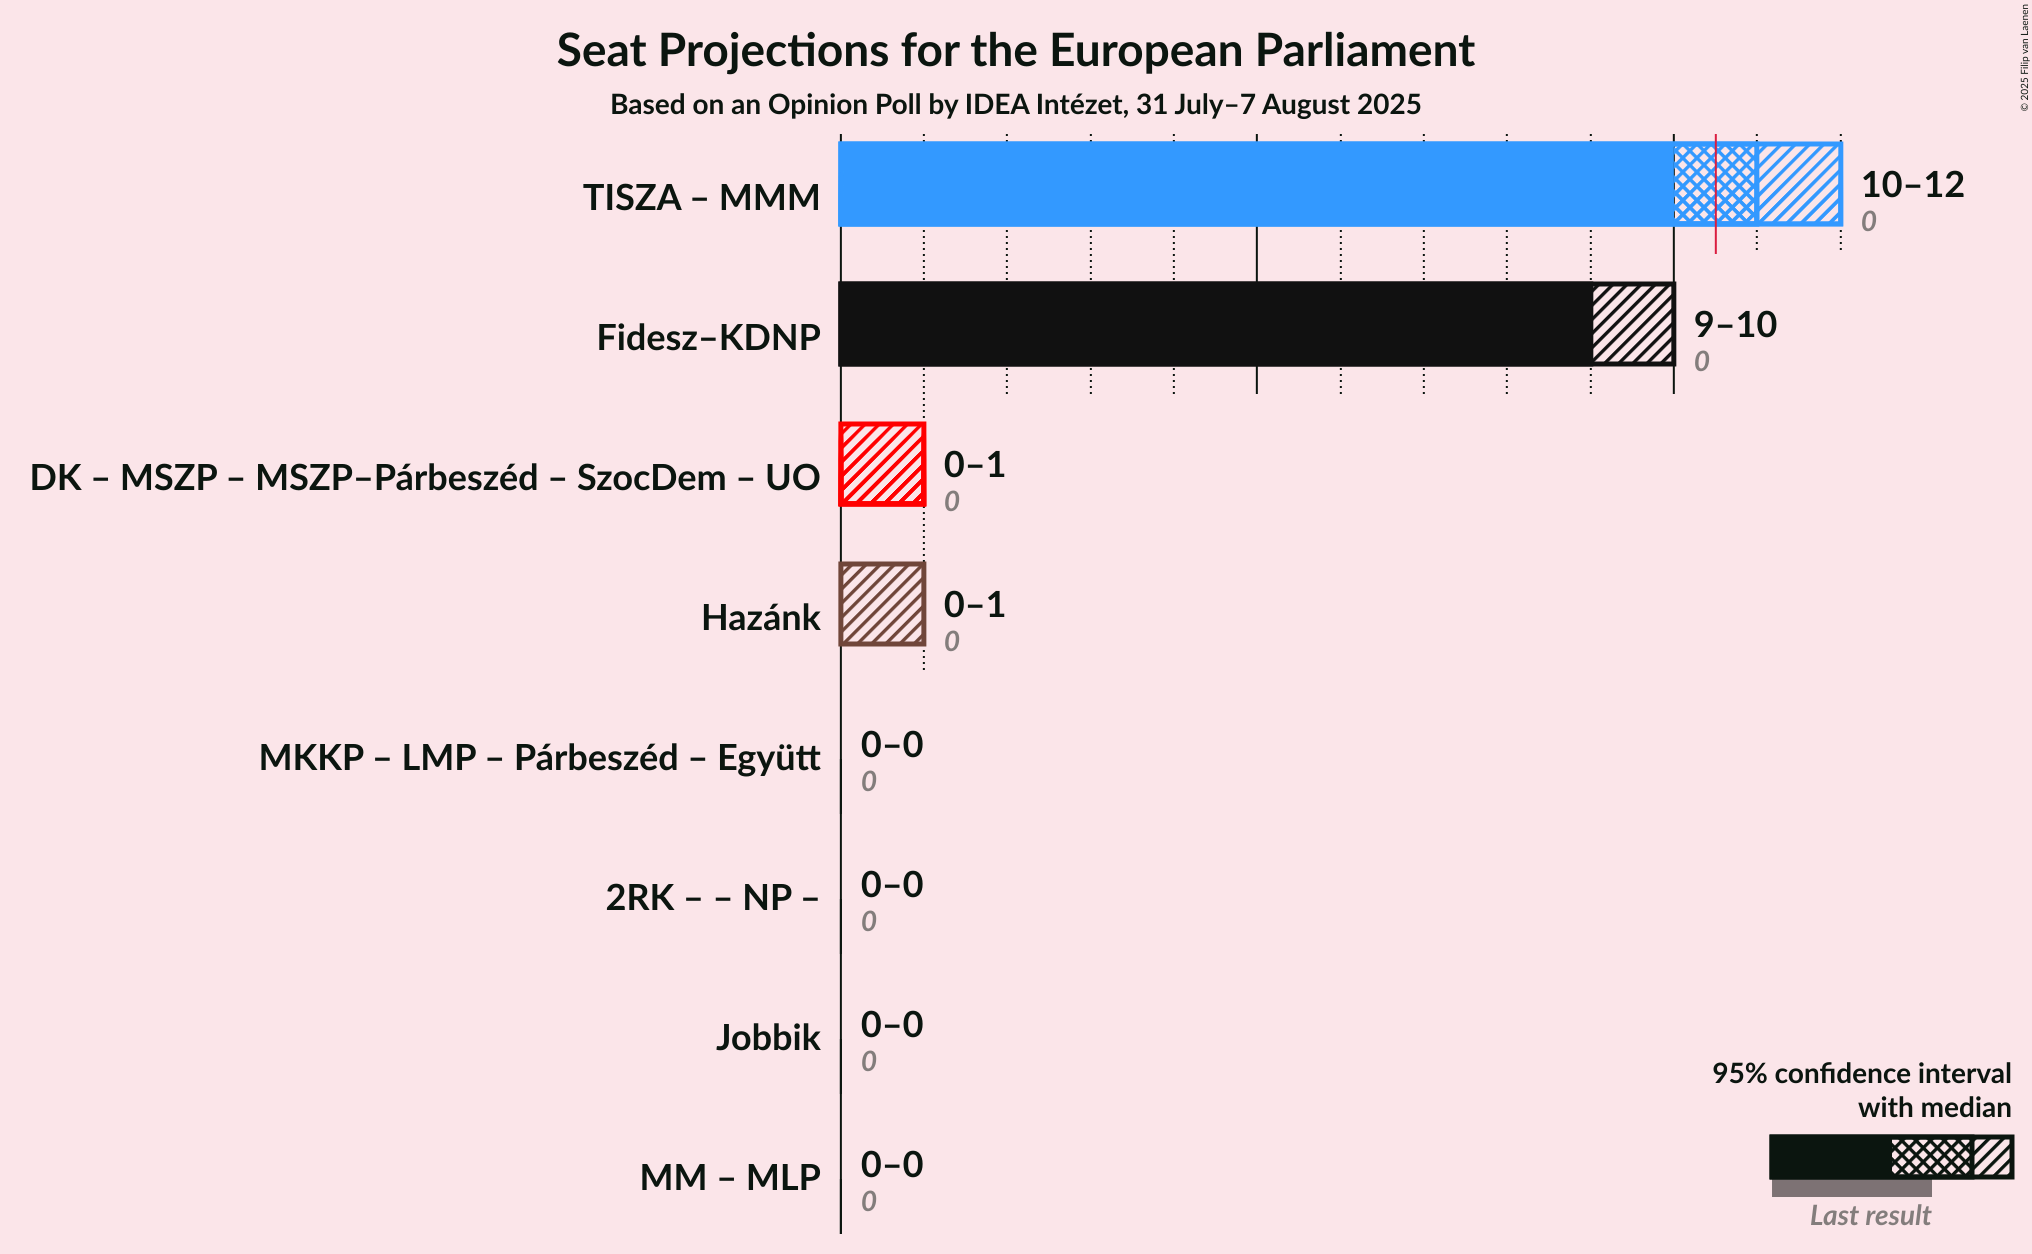 Seat Projections for the European Parliament
Based on an Opinion Poll by IDEA Intézet, 31 July–7 August 2025
© 2025 Filip van Laenen
TISZA – MMM
10–12
0
Fidesz–KDNP
9–10
0
DK – MSZP – MSZP–Párbeszéd – SzocDem – UO
0–1
0
Hazánk
0–1
0
MKKP – LMP – Párbeszéd – Együtt
0–0
0
2RK – – NP –
0–0
0
Jobbik
0–0
0
MM – MLP
0–0
0
95% confidence interval
with median
Last result